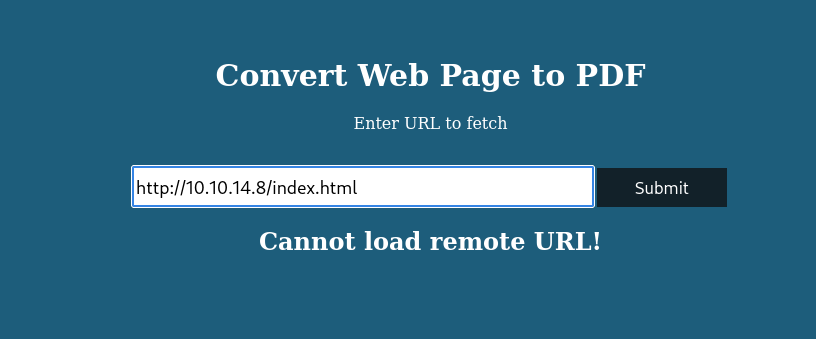 Convert Web Page to PDF
Enter URL to fetch
http://10.10.14.8/index.html Submit
Cannot load remote URL!